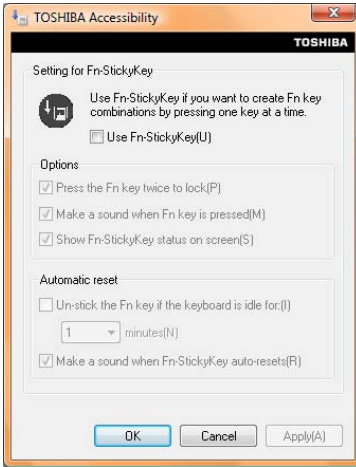 TOSHIBA Accessibility
TOSHIBA
Setting for Fn-StickyKey
Use Fn-StickyKey if you want to create Fn key
combinations by pressing one key at a time.
Use Fn-StickyKey(U)
Options
Press the Fn key twice to lock(P)
Make a sound when Fn key is pressed(M)
Show Fn-StickyKey status on screen(S)
Automatic reset
Un-stick the Fn key if the keyboard is idle for:(I)
1 minutes(N)
Make a sound when Fn-StickyKey auto-resets(R)
OK Cancel Apply(A)